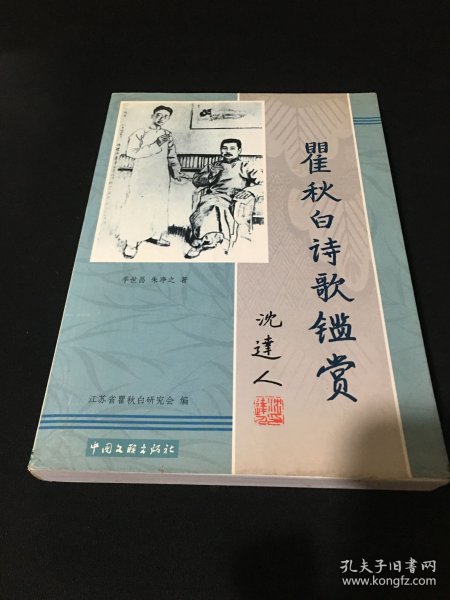 瞿秋白诗歌鉴赏
沈達人
李世昌 朱净之 著
江苏省瞿秋白研究会 编
中国文联出版社
孔夫子旧书网
www.kongfz.com